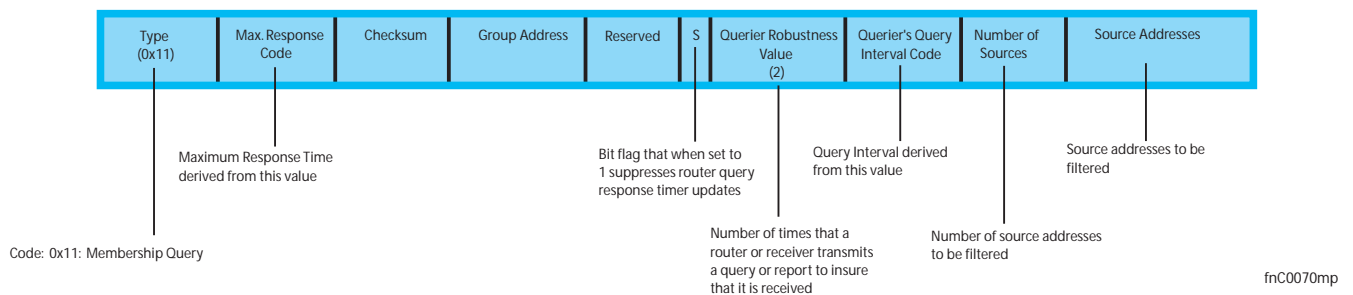 Type
(0x11)
Max. Response
Code
Checksum
Group Address
Reserved
S
Querier Robustness
Value
(2)
Querier's Query
Interval Code
Number of
Sources
Source Addresses
Maximum Response Time
derived from this value
Bit flag that when set to
1 suppresses router query
response timer updates
Query Interval derived
from this value
Source addresses to be
filtered
Code: 0x11: Membership Query
Number of times that a
router or receiver transmits
a query or report to insure
that it is received
Number of source addresses
to be filtered
fnC0070mp